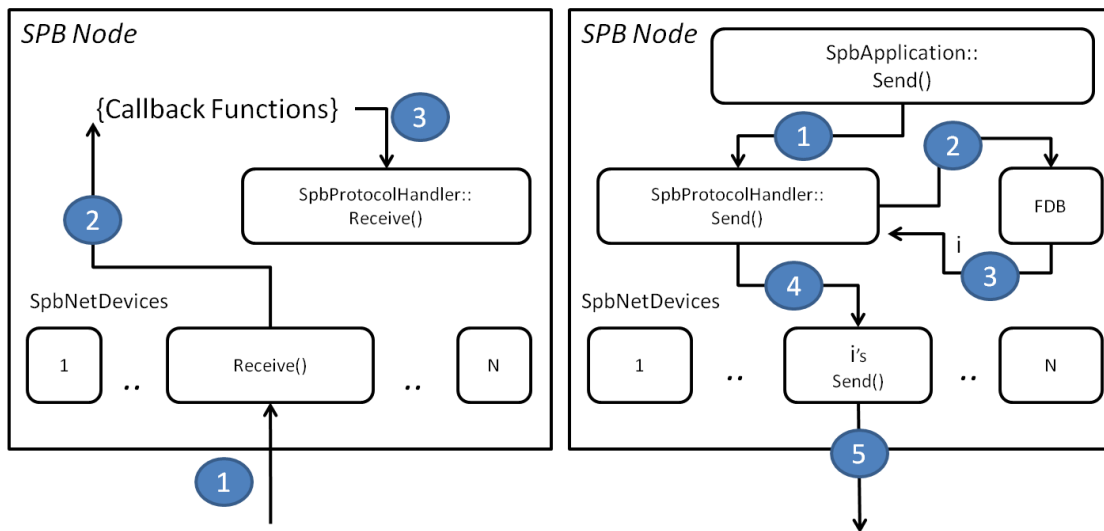 SPB Node
{Callback Functions}
3
2
SpbProtocolHandler::
Receive()
SpbNetDevices
1
..
Receive()
..
N
1
SPB Node
SpbApplication::
Send()
1
2
SpbProtocolHandler::
Send()
FDB
i
3
4
SpbNetDevices
1
..
i's
Send()
..
N
5